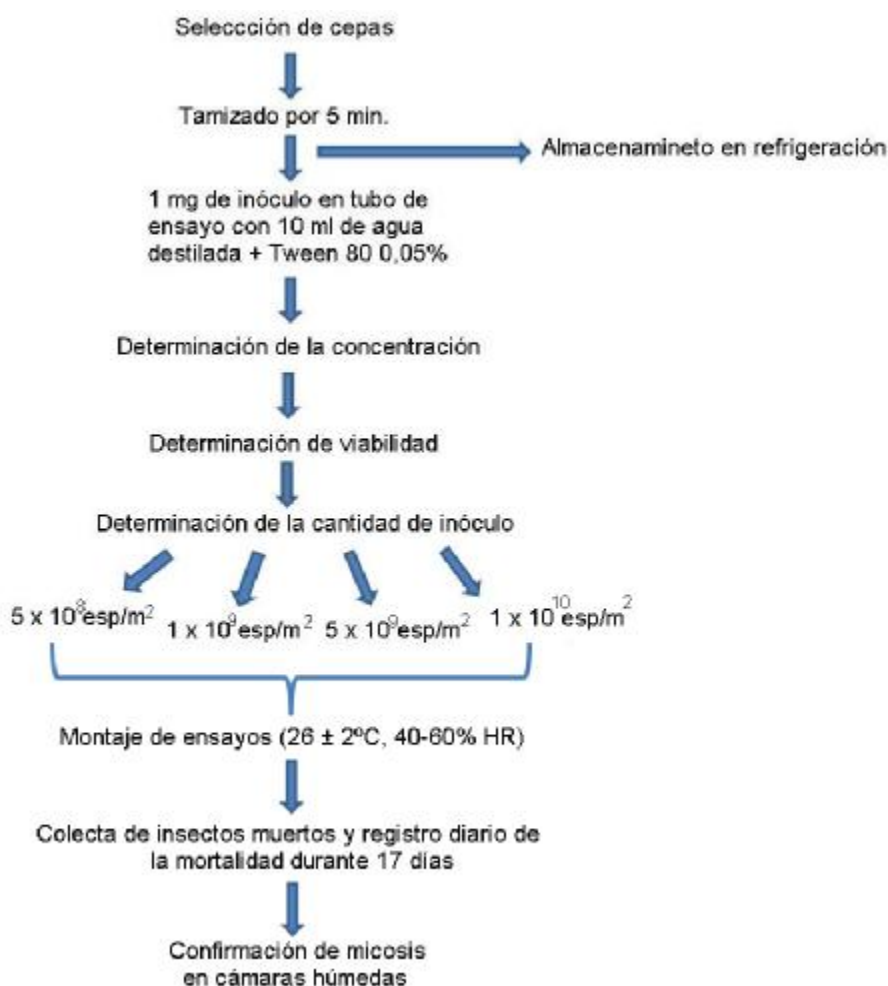 Seleccción de cepas
Tamizado por 5 min.
Almacenamineto en refrigeración
1 mg de inóculo en tubo de
ensayo con 10 ml de agua
destilada + Tween 80 0,05%
Determinación de la concentración
Determinación de viabilidad
Determinación de la cantidad de inóculo
5 x 10⁸esp/m² 1 x 10⁹esp/m² 5 x 10⁹esp/m² 1 x 10¹⁰esp/m²
Montaje de ensayos (26 ± 2ºC, 40-60% HR)
Colecta de insectos muertos y registro diario de
la mortalidad durante 17 días
Confirmación de micosis
en cámaras húmedas